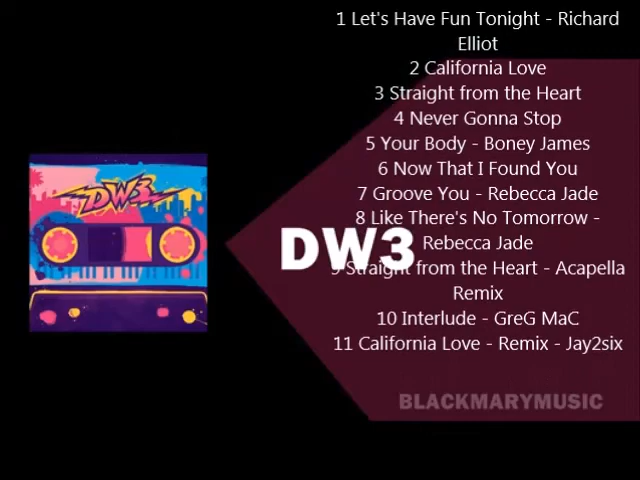 1 Let's Have Fun Tonight - Richard
Elliot
2 California Love
3 Straight from the Heart
4 Never Gonna Stop
5 Your Body - Boney James
6 Now That I Found You
7 Groove You - Rebecca Jade
8 Like There's No Tomorrow -
Rebecca Jade
9 Straight from the Heart - Acapella
Remix
10 Interlude - GreG MaC
11 California Love - Remix - Jay2six
DW3
DW3
BLACKMARYMUSIC